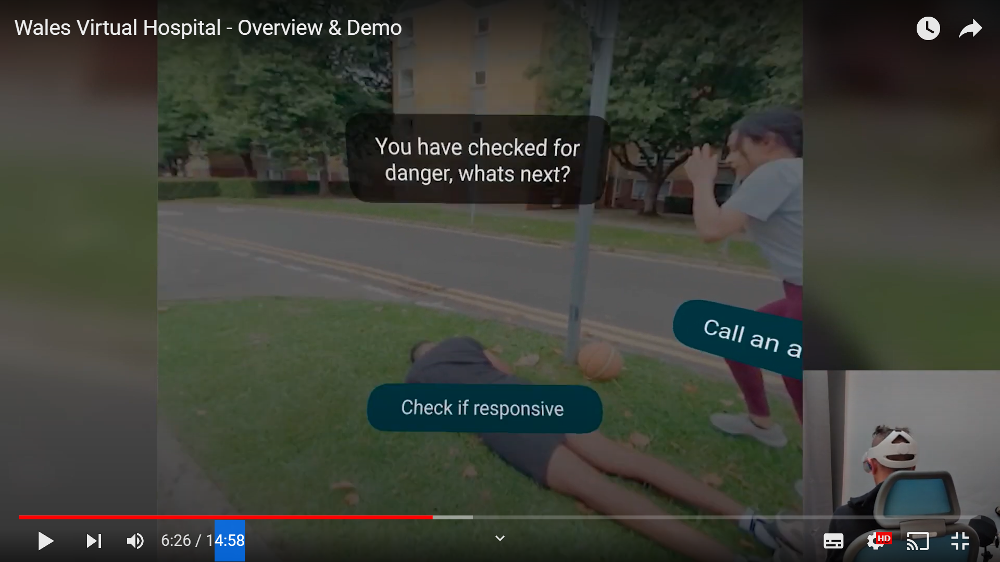 Wales Virtual Hospital - Overview & Demo
You have checked for
danger, whats next?
Call an a
Check if responsive
6:26 / 14:58
HD